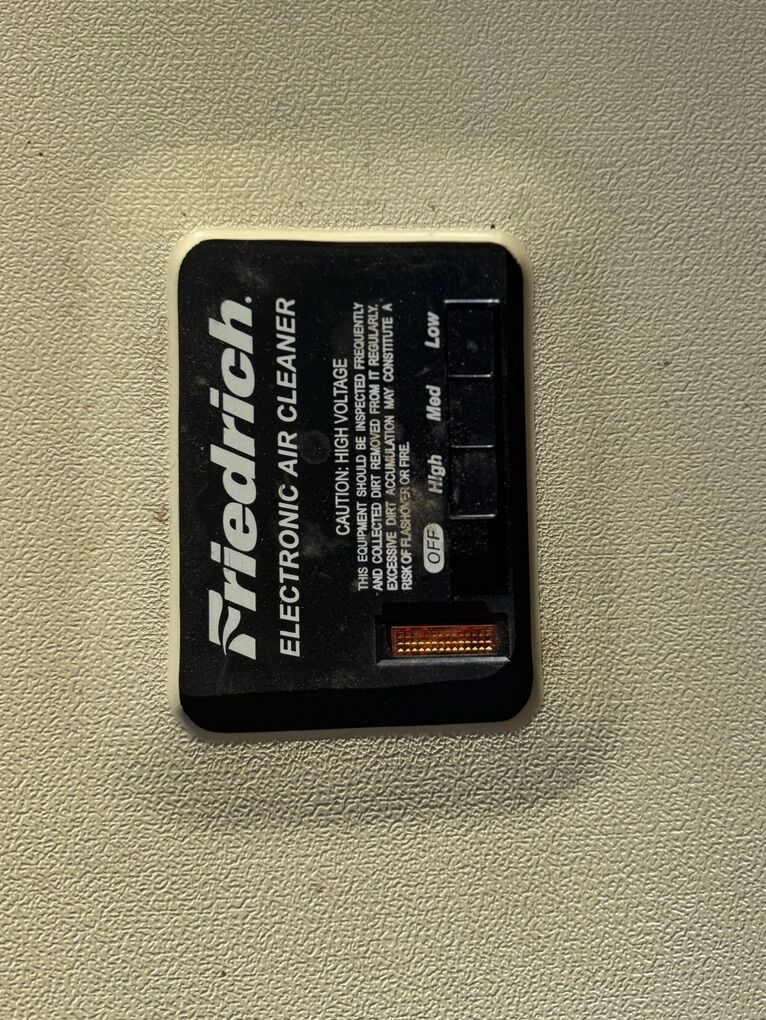 Friedrich.
ELECTRONIC AIR CLEANER
CAUTION: HIGH VOLTAGE
THIS EQUIPMENT SHOULD BE INSPECTED FREQUENTLY
AND COLLECTED DIRT REMOVED FROM IT REGULARLY.
EXCESSIVE DIRT ACCUMULATION MAY CONSTITUTE A
RISK OF FLASHOVER OR FIRE.
OFF High Med Low